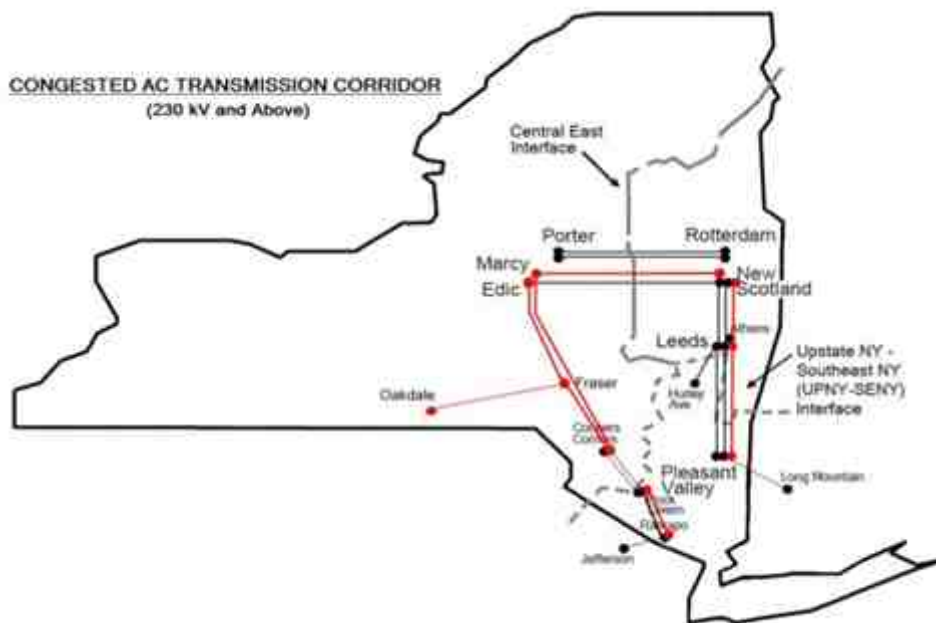 CONGESTED AC TRANSMISSION CORRIDOR
(230 kV and Above)
Central East
Interface
Porter
Rotterdam
Marcy
New
Edic
Scotland
Athens
Leeds
Upstate NY -
Southeast NY
(UPNY-SENY)
Interface
Fraser
Oakdale
Hurley
Ave
Corners
Pleasant
Valley
Long Mountain
Ramapo
Jefferson